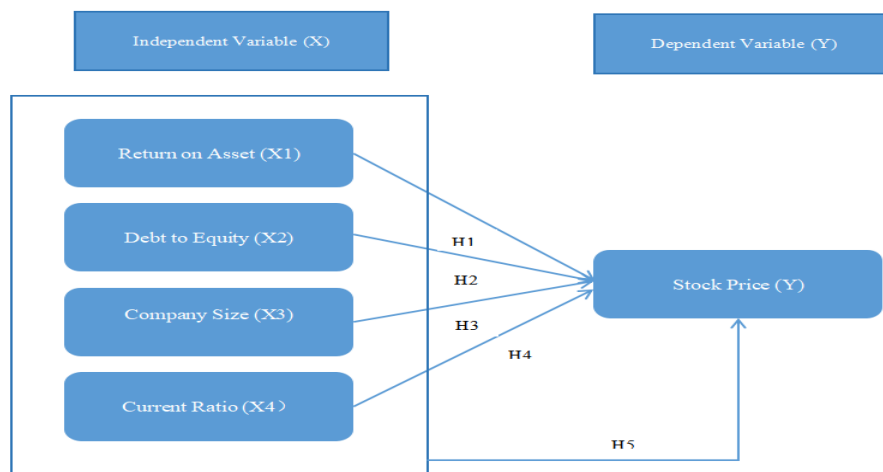 Independent Variable (X)
Dependent Variable (Y)
Return on Asset (X1)
Debt to Equity (X2)
H1
H2
Stock Price (Y)
Company Size (X3)
H3
H4
Current Ratio (X4)
H5